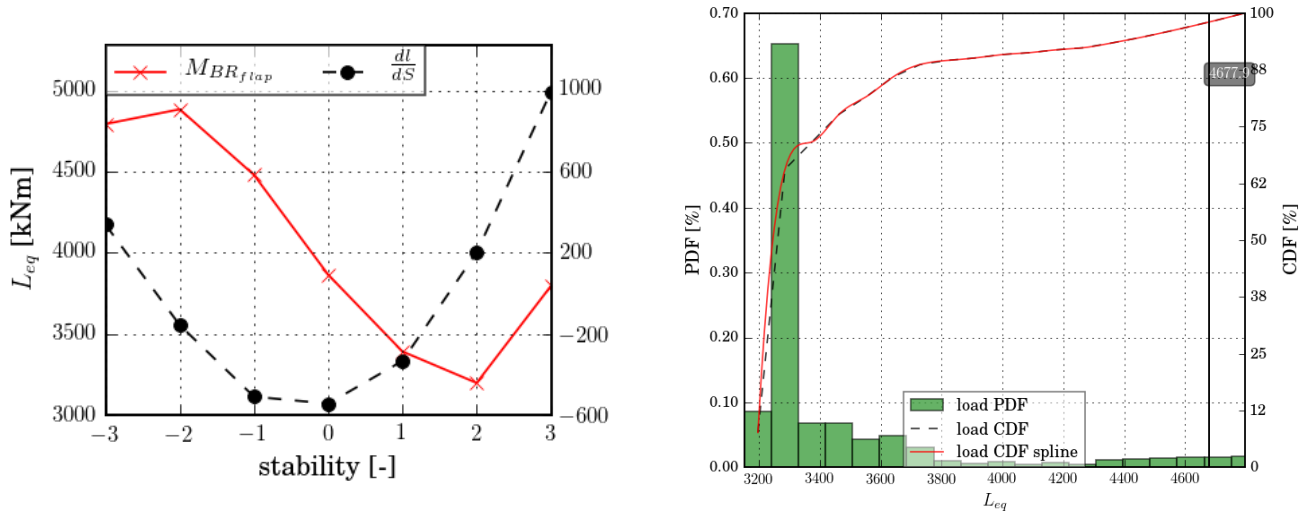 M_{BR_{flap}} dl/dS
5000
4500
4000
3500
3000
L_{eq} [kNm]
1000
600
200
−200
−600
−3 −2 −1 0 1 2 3
stability [-]
0.70
0.60
0.50
0.40
0.30
0.20
0.10
0.00
PDF [%]
100
88
75
62
50
38
25
12
0
CDF [%]
4677.9
load PDF
load CDF
load CDF spline
3200 3400 3600 3800 4000 4200 4400 4600
L_{eq}